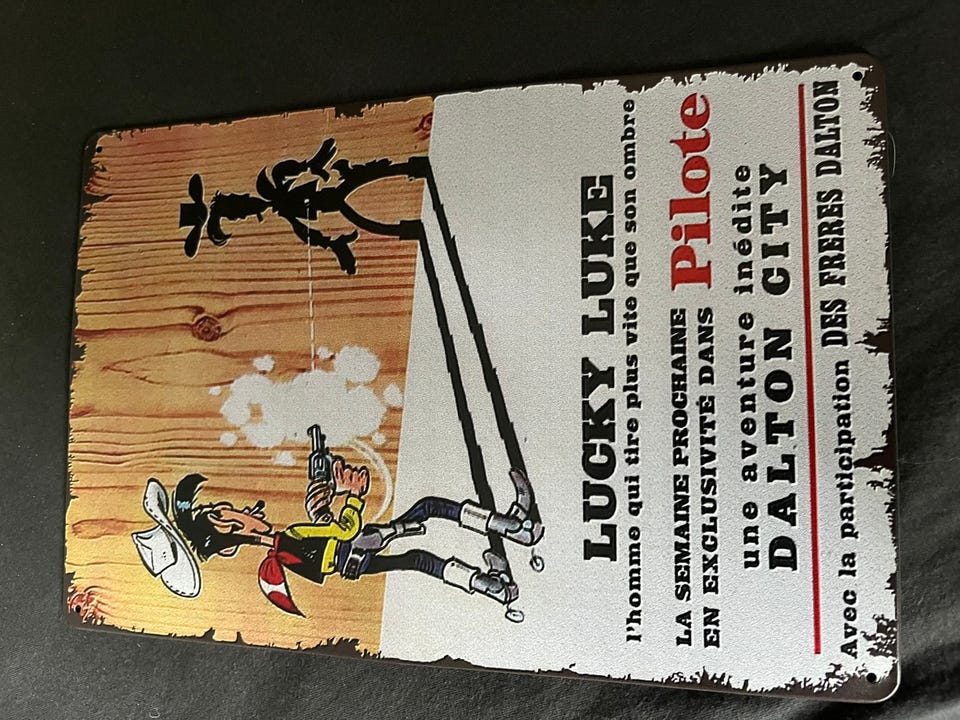 LUCKY LUKE
l'homme qui tire plus vite que son ombre
LA SEMAINE PROCHAINE
EN EXCLUSIVITÉ DANS Pilote
une aventure inédite
DALTON CITY
Avec la participation DES FRERES DALTON